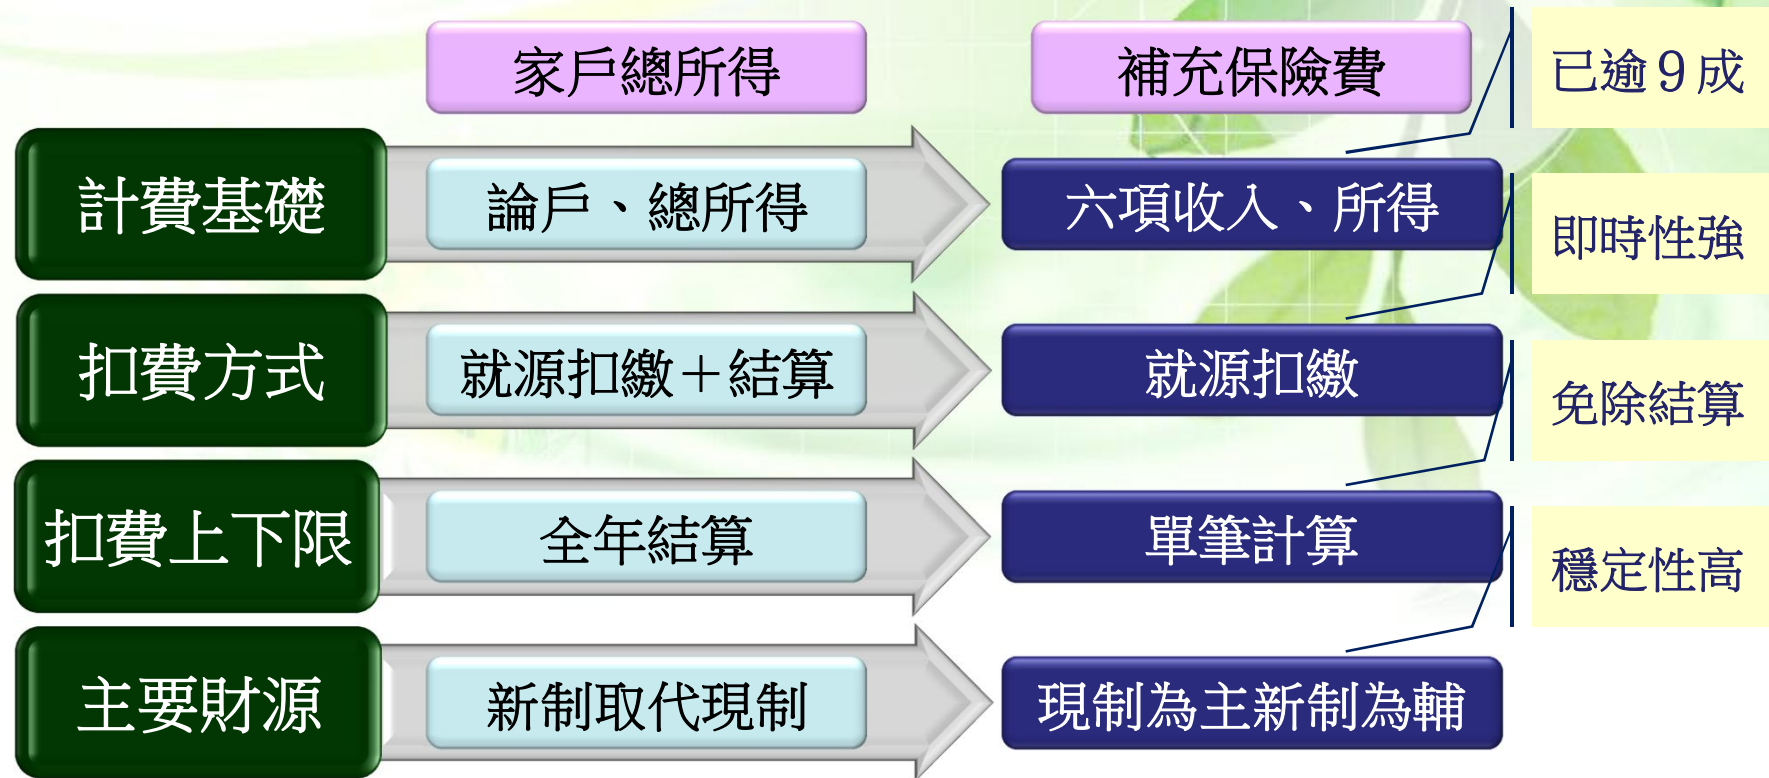 家戶總所得
補充保險費
已逾9成
計費基礎
論戶、總所得
六項收入、所得
即時性強
扣費方式
就源扣繳＋結算
就源扣繳
免除結算
扣費上下限
全年結算
單筆計算
穩定性高
主要財源
新制取代現制
現制為主新制為輔